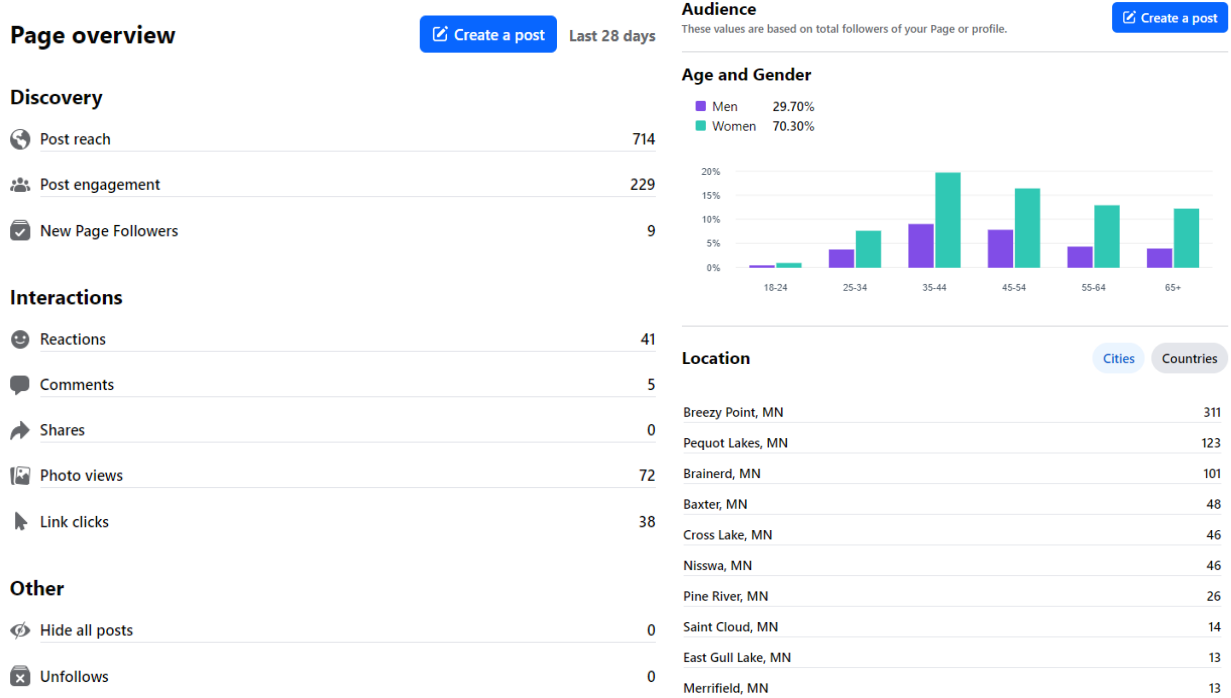 Page overview
Create a post
Last 28 days
Discovery
Post reach 714
Post engagement 229
New Page Followers 9
Interactions
Reactions 41
Comments 5
Shares 0
Photo views 72
Link clicks 38
Other
Hide all posts 0
Unfollows 0
Audience
Create a post
These values are based on total followers of your Page or profile.
Age and Gender
Men 29.70%
Women 70.30%
20%
15%
10%
5%
0%
18-24 25-34 35-44 45-54 55-64 65+
Location
Cities Countries
Breezy Point, MN 311
Pequot Lakes, MN 123
Brainerd, MN 101
Baxter, MN 48
Cross Lake, MN 46
Nisswa, MN 46
Pine River, MN 26
Saint Cloud, MN 14
East Gull Lake, MN 13
Merrifield, MN 13